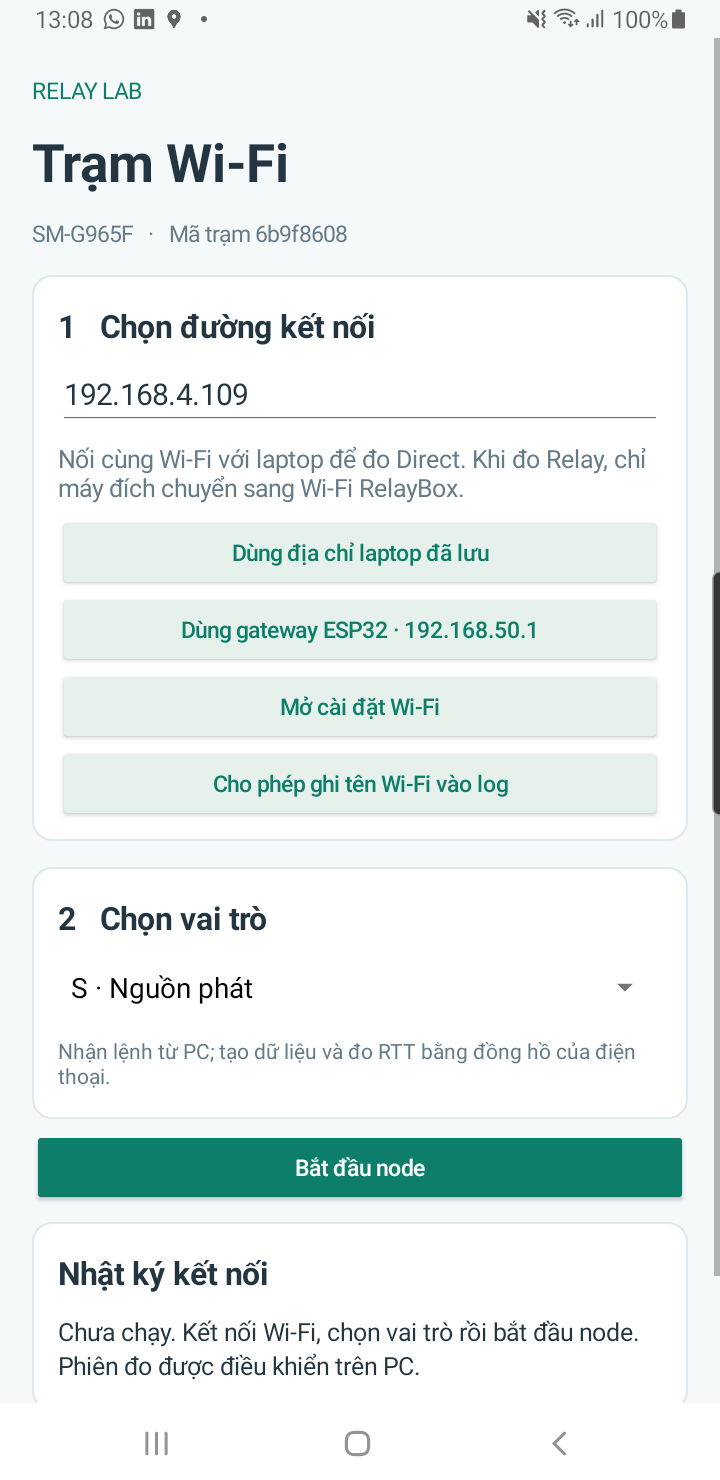 13:08
100%
RELAY LAB
Trạm Wi-Fi
SM-G965F · Mã trạm 6b9f8608
1 Chọn đường kết nối
192.168.4.109
Nối cùng Wi-Fi với laptop để đo Direct. Khi đo Relay, chỉ
máy đích chuyển sang Wi-Fi RelayBox.
Dùng địa chỉ laptop đã lưu
Dùng gateway ESP32 · 192.168.50.1
Mở cài đặt Wi-Fi
Cho phép ghi tên Wi-Fi vào log
2 Chọn vai trò
S · Nguồn phát
Nhận lệnh từ PC; tạo dữ liệu và đo RTT bằng đồng hồ của điện
thoại.
Bắt đầu node
Nhật ký kết nối
Chưa chạy. Kết nối Wi-Fi, chọn vai trò rồi bắt đầu node.
Phiên đo được điều khiển trên PC.